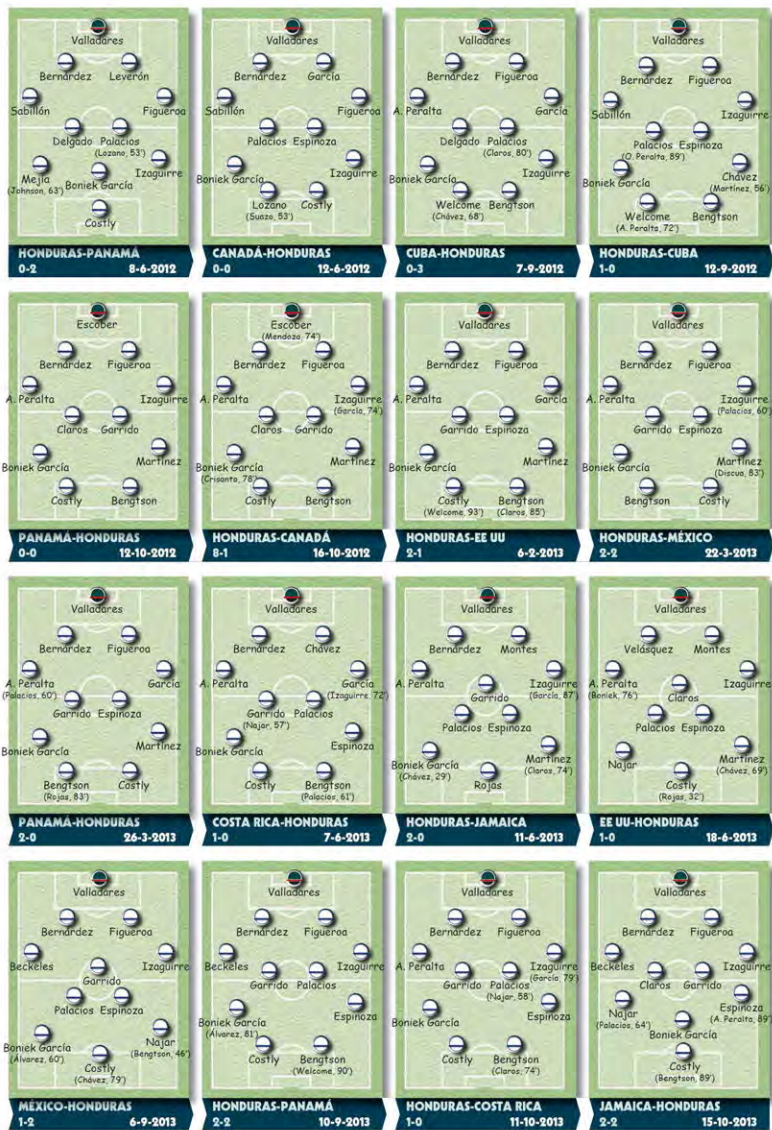 Valladares
Bernárdez Leverón
Sabillón Figueroa
Delgado Palacios
(Lozano, 53')
Mejía Izaguirre
(Johnson, 63') Boniek García
Costly
HONDURAS-PANAMÁ
0-2 8-6-2012
Valladares
Bernárdez García
Sabillón Figueroa
Palacios Espinoza
Boniek García Izaguirre
Lozano Costly
(Suazo, 53')
CANADÁ-HONDURAS
0-0 12-6-2012
Valladares
Bernárdez Figueroa
A. Peralta García
Delgado Palacios
(Claros, 80')
Boniek García Izaguirre
Welcome Bengtson
(Chávez, 68')
CUBA-HONDURAS
0-3 7-9-2012
Valladares
Bernárdez Figueroa
Sabillón Izaguirre
Palacios Espinoza
(O. Peralta, 89')
Boniek García Chávez
(Martínez, 56')
Welcome Bengtson
(A. Peralta, 72')
HONDURAS-CUBA
1-0 12-9-2012
Escober
Bernárdez Figueroa
A. Peralta Izaguirre
Claros Garrido
Boniek García Martínez
Costly Bengtson
PANAMÁ-HONDURAS
0-0 12-10-2012
Escober
(Mendoza, 74')
Bernárdez Figueroa
A. Peralta Izaguirre
(García, 74')
Claros Garrido
Boniek García Martínez
(Crisanto, 78')
Costly Bengtson
HONDURAS-CANADÁ
8-1 16-10-2012
Valladares
Bernárdez Figueroa
A. Peralta García
Garrido Espinoza
Boniek García Martínez
Costly Bengtson
(Welcome, 93') (Claros, 85')
HONDURAS-EE UU
2-1 6-2-2013
Valladares
Bernárdez Figueroa
A. Peralta Izaguirre
(Palacios, 60')
Garrido Espinoza
Boniek García Martínez
(Discua, 83')
Bengtson Costly
HONDURAS-MÉXICO
2-2 22-3-2013
Valladares
Bernárdez Figueroa
A. Peralta García
(Palacios, 60')
Garrido Espinoza
Boniek García Martínez
Bengtson Costly
(Rojas, 83')
PANAMÁ-HONDURAS
2-0 26-3-2013
Valladares
Bernárdez Chávez
A. Peralta García
(Izaguirre, 72')
Garrido Palacios
(Najar, 57')
Boniek García Espinoza
Costly Bengtson
(Palacios, 61')
COSTA RICA-HONDURAS
1-0 7-6-2013
Valladares
Bernárdez Montes
A. Peralta Izaguirre
Garrido (García, 87')
Palacios Espinoza
Boniek García Martínez
(Chávez, 29') (Claros, 74')
Rojas
HONDURAS-JAMAICA
2-0 11-6-2013
Valladares
Velásquez Montes
A. Peralta Izaguirre
(Boniek, 76') Claros
Palacios Espinoza
Najar Martínez
(Chávez, 69')
Costly
(Rojas, 32')
EE UU-HONDURAS
1-0 18-6-2013
Valladares
Bernárdez Figueroa
Beckeles Izaguirre
Garrido
Palacios Espinoza
Boniek García Najar
(Álvarez, 60') (Bengtson, 46')
Costly
(Chávez, 79')
MÉXICO-HONDURAS
1-2 6-9-2013
Valladares
Bernárdez Figueroa
Beckeles Izaguirre
Garrido Palacios
Boniek García Espinoza
(Álvarez, 81')
Costly Bengtson
(Welcome, 90')
HONDURAS-PANAMÁ
2-2 10-9-2013
Valladares
Bernárdez Figueroa
A. Peralta Izaguirre
Garrido Palacios (García, 79')
(Najar, 58')
Boniek García Espinoza
Costly Bengtson
(Claros, 74')
HONDURAS-COSTA RICA
1-0 11-10-2013
Valladares
Bernárdez Figueroa
Beckeles Izaguirre
Claros Garrido
Najar Espinoza
(Palacios, 64') (A. Peralta, 89')
Boniek García
Costly
(Bengtson, 89')
JAMAICA-HONDURAS
2-2 15-10-2013